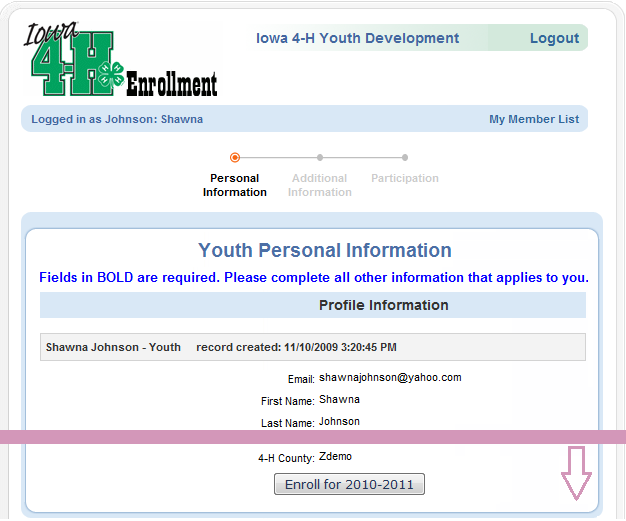 Iowa
4-H
Enrollment
Iowa 4-H Youth Development Logout
Logged in as Johnson: Shawna My Member List
Personal Information
Additional Information
Participation
Youth Personal Information
Fields in BOLD are required. Please complete all other information that applies to you.
Profile Information
Shawna Johnson - Youth record created: 11/10/2009 3:20:45 PM
Email: shawnajohnson@yahoo.com
First Name: Shawna
Last Name: Johnson
4-H County: Zdemo
Enroll for 2010-2011